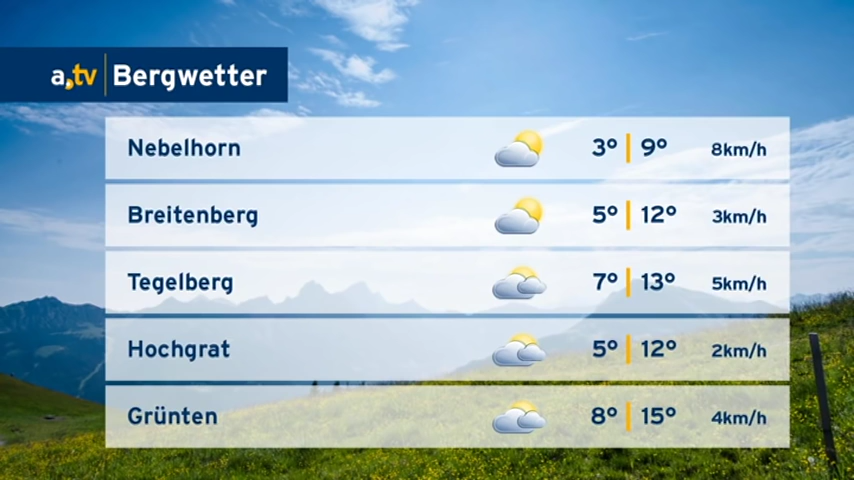 a.tv Bergwetter
Nebelhorn 3° 9° 8km/h
Breitenberg 5° 12° 3km/h
Tegelberg 7° 13° 5km/h
Hochgrat 5° 12° 2km/h
Grünten 8° 15° 4km/h